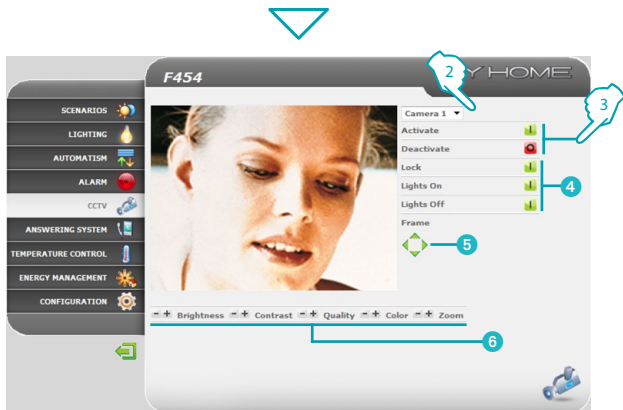 F454
Y HOME
2
3
SCENARIOS
LIGHTING
AUTOMATISM
ALARM
CCTV
ANSWERING SYSTEM
TEMPERATURE CONTROL
ENERGY MANAGEMENT
CONFIGURATION
Camera 1
Activate
Deactivate
Lock
Lights On
Lights Off
4
Frame
5
- + Brightness - + Contrast - + Quality - + Color - + Zoom
6